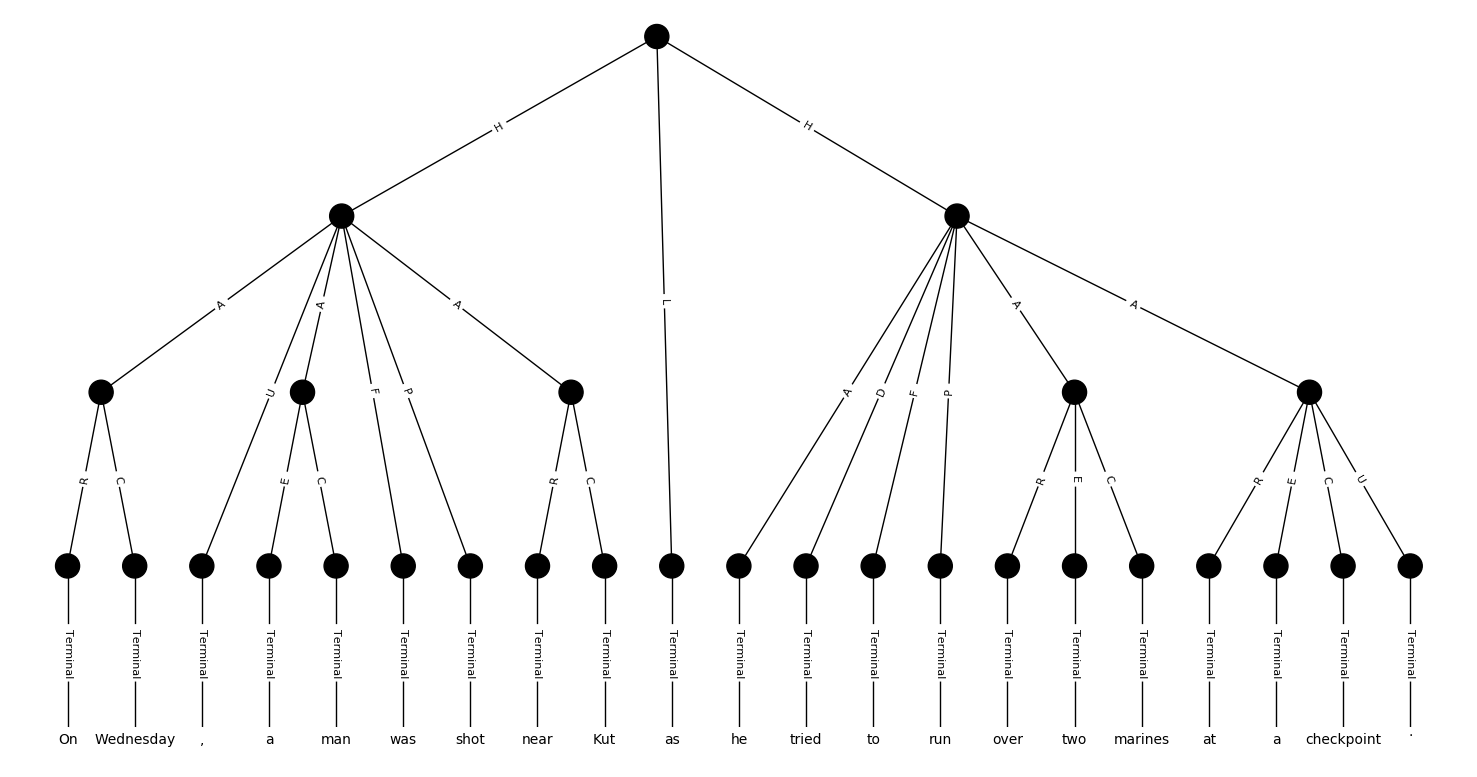 H H
A A A L A A
U F P A D F P
R C E C R C R E C R E C U
Terminal Terminal Terminal Terminal Terminal Terminal Terminal Terminal Terminal Terminal Terminal Terminal Terminal Terminal Terminal Terminal Terminal Terminal Terminal Terminal Terminal
On Wednesday , a man was shot near Kut as he tried to run over two marines at a checkpoint .